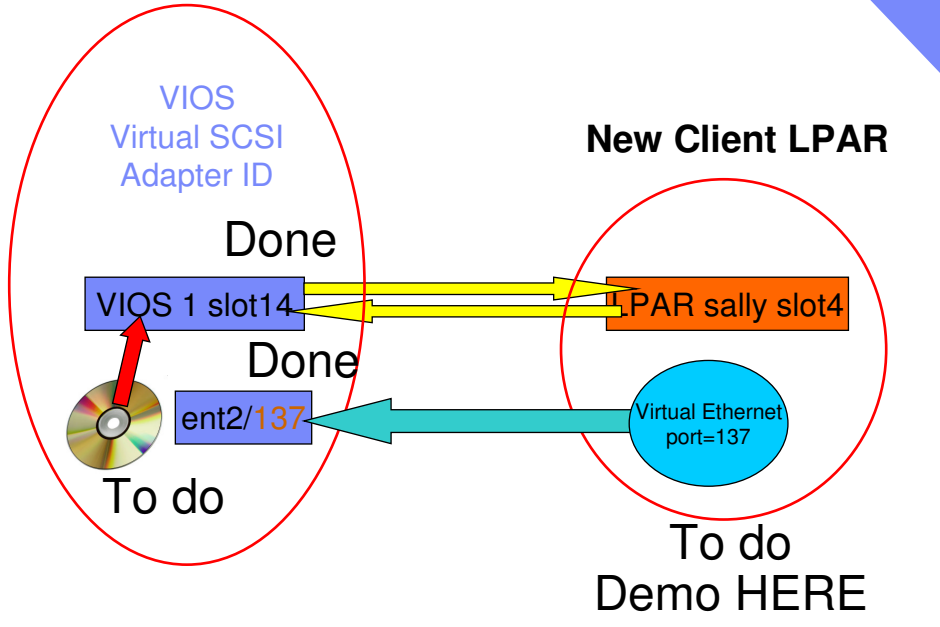 VIOS
Virtual SCSI
Adapter ID
New Client LPAR
Done
VIOS 1 slot14
LPAR sally slot4
Done
ent2/137
Virtual Ethernet
port=137
To do
To do
Demo HERE